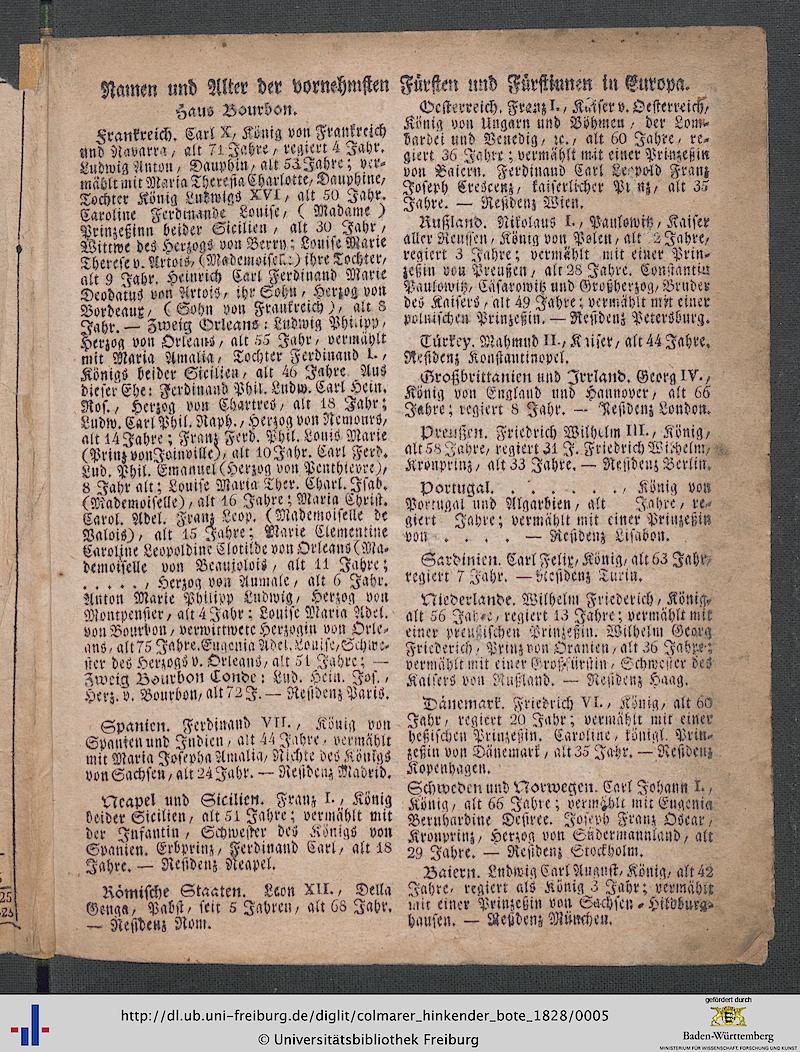 Namen und Alter der vornehmsten Fürsten und Fürstinnen in Europa.
Haus Bourbon.
Frankreich. Carl X, König von Frankreich
und Navarra, alt 71 Jahre, regiert 4 Jahr.
Ludwig Anton, Dauphin, alt 53 Jahre; ver-
mählt mit Maria Theresia Charlotte, Dauphine,
Tochter König Ludwigs XVI, alt 50 Jahr.
Caroline Ferdinande Louise, (Madame)
Prinzeßinn beider Sicilien, alt 30 Jahr,
Wittwe des Herzogs von Berry; Louise Marie
Therese v. Artois, (Mademoisel.) ihre Tochter,
alt 9 Jahr. Heinrich Carl Ferdinand Marie
Deodatus von Artois, ihr Sohn, Herzog von
Bordeaux, (Sohn von Frankreich), alt 8
Jahr. — Zweig Orleans: Ludwig Philipp,
Herzog von Orleans, alt 55 Jahr, vermählt
mit Maria Amalia, Tochter Ferdinand I.,
Königs beider Sicilien, alt 46 Jahre Aus
dieser Ehe: Ferdinand Phil. Ludw. Carl Hein.
Ros., Herzog von Chartres, alt 18 Jahr;
Ludw. Carl Phil. Raph., Herzog von Nemours,
alt 14 Jahre; Franz Ferd. Phil. Louis Marie
(Prinz von Joinville), alt 10 Jahr. Carl Ferd.
Lud. Phil. Emanuel (Herzog von Penthievre),
8 Jahr alt; Louise Maria Ther. Charl. Isab.
(Mademoiselle), alt 16 Jahre; Maria Christ.
Carol. Adel. Franz Leop. (Mademoiselle de
Valois), alt 15 Jahre; Marie Clementine
Caroline Leopoldine Clotilde von Orleans (Ma-
demoiselle von Beaujolois), alt 11 Jahre;
. . . . ., Herzog von Aumale, alt 6 Jahr.
Anton Marie Philipp Ludwig, Herzog von
Montpensier, alt 4 Jahr; Louise Maria Adel.
von Bourbon, verwittwete Herzogin von Orle-
ans, alt 75 Jahre. Eugenia Adel. Louise, Schwe-
ster des Herzogs v. Orleans, alt 51 Jahre; —
Zweig Bourbon Conde: Lud. Hein. Jos.,
Herz. v. Bourbon, alt 72 J. — Residenz Paris.
Spanien. Ferdinand VII., König von
Spanien und Indien, alt 44 Jahre, vermählt
mit Maria Josepha Amalia, Nichte des Königs
von Sachsen, alt 24 Jahr. — Residenz Madrid.
Neapel und Sicilien. Franz I., König
beider Sicilien, alt 51 Jahre; vermählt mit
der Infantin, Schwester des Königs von
Spanien. Erbprinz, Ferdinand Carl, alt 18
Jahre. — Residenz Neapel.
Römische Staaten. Leon XII., Della
Genga, Pabst, seit 5 Jahren, alt 68 Jahr.
— Residenz Rom.
Oesterreich. Franz I., Kaiser v. Oesterreich,
König von Ungarn und Böhmen, der Lom-
bardei und Venedig, ꝛc., alt 60 Jahre, re-
giert 36 Jahre; vermählt mit einer Prinzeßin
von Baiern. Ferdinand Carl Leopold Franz
Joseph Crescenz, kaiserlicher Prinz, alt 35
Jahre. — Residenz Wien.
Rußland. Nikolaus I., Paulowitz, Kaiser
aller Reussen, König von Polen, alt 2 Jahre,
regiert 3 Jahre; vermählt mit einer Prin-
zeßin von Preußen, alt 28 Jahre. Constantin
Paulowitz, Cäsarowitz und Großherzog, Bruder
des Kaisers, alt 49 Jahre; vermählt mit einer
polnischen Prinzeßin. — Residenz Petersburg.
Türkey. Mahmud II., Kaiser, alt 44 Jahre.
Residenz Konstantinopel.
Großbrittanien und Irrland. Georg IV.,
König von England und Hannover, alt 66
Jahre; regiert 8 Jahr. — Residenz London.
Preußen. Friedrich Wilhelm III., König,
alt 58 Jahre, regiert 31 J. Friedrich Wilhelm,
Kronprinz, alt 33 Jahre. — Residenz Berlin.
Portugal. . . . . . . ., König von
Portugal und Algarbien, alt Jahre, re-
giert Jahre; vermählt mit einer Prinzeßin
von . . . . — Residenz Lisabon.
Sardinien. Carl Felix, König, alt 63 Jahr,
regiert 7 Jahr. — Residenz Turin.
Niederlande. Wilhelm Friederich, König,
alt 56 Jahre, regiert 13 Jahre; vermählt mit
einer preußischen Prinzeßin. Wilhelm Georg
Friederich, Prinz von Oranien, alt 36 Jahre;
vermählt mit einer Großfürstin, Schwester des
Kaisers von Rußland. — Residenz Haag.
Dänemark. Friedrich VI., König, alt 60
Jahr, regiert 20 Jahr; vermählt mit einer
heßischen Prinzeßin. Caroline, königl. Prin-
zeßin von Dänemark, alt 35 Jahr. — Residenz
Kopenhagen.
Schweden und Norwegen. Carl Johann I.,
König, alt 66 Jahre; vermählt mit Eugenia
Bernhardine Desiree. Joseph Franz Oscar,
Kronprinz, Herzog von Südermannland, alt
29 Jahre. — Residenz Stockholm.
Baiern. Ludwig Carl August, König, alt 42
Jahre, regiert als König 3 Jahr; vermählt
mit einer Prinzeßin von Sachsen-Hildburg-
hausen. — Residenz München.
25
23
http://dl.ub.uni-freiburg.de/diglit/colmarer_hinkender_bote_1828/0005
© Universitätsbibliothek Freiburg
gefördert durch
Baden-Württemberg
MINISTERIUM FÜR WISSENSCHAFT, FORSCHUNG UND KUNST